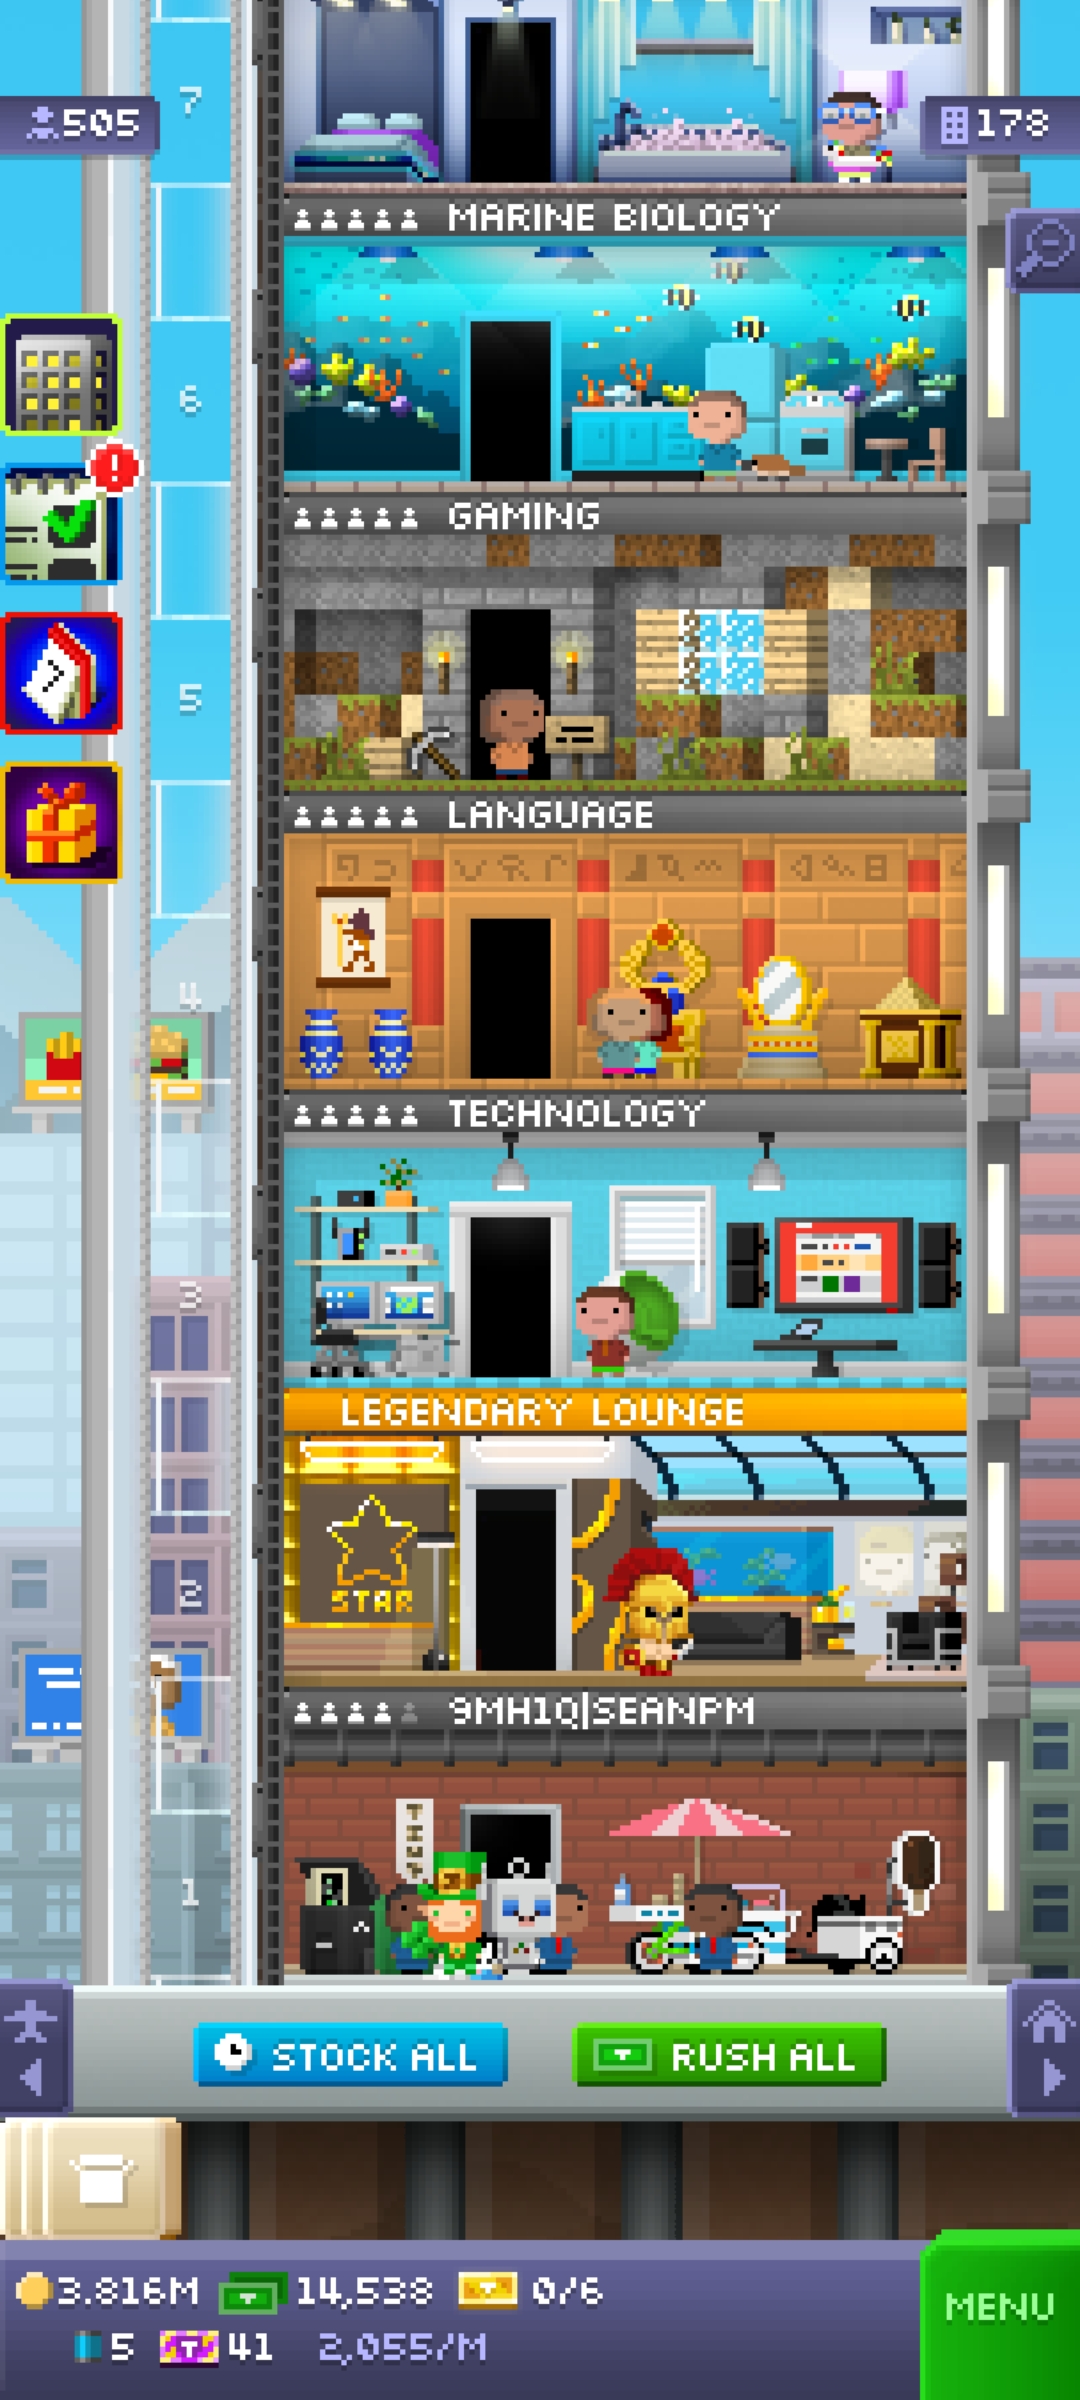 7
505
178
MARINE BIOLOGY
6
GAMING
5
LANGUAGE
4
TECHNOLOGY
3
LEGENDARY LOUNGE
STAR
2
9MH1Q|SEANPM
TINY
1
STOCK ALL
RUSH ALL
3.816M
14,538
0/6
MENU
5
41
2,055/M